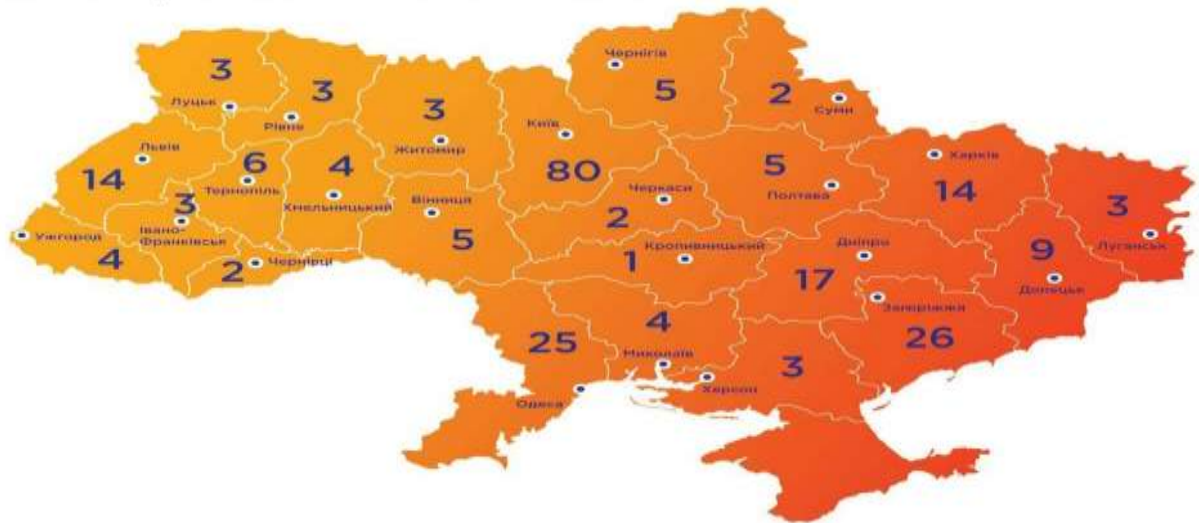 Чернігів
5
2
Суми
3
Луцьк
3
Рівне
3
Житомир
Київ
80
Львів
14
6
Тернопіль
4
Хмельницький
Вінниця
5
Черкаси
2
5
Полтава
Харків
14
3
Луганськ
3
Івано-
Франківськ
Ужгород
4
2
Чернівці
Кропивницький
1
Дніпро
17
9
Донецьк
Запоріжжя
26
25
Одеса
4
Миколаїв
3
Херсон